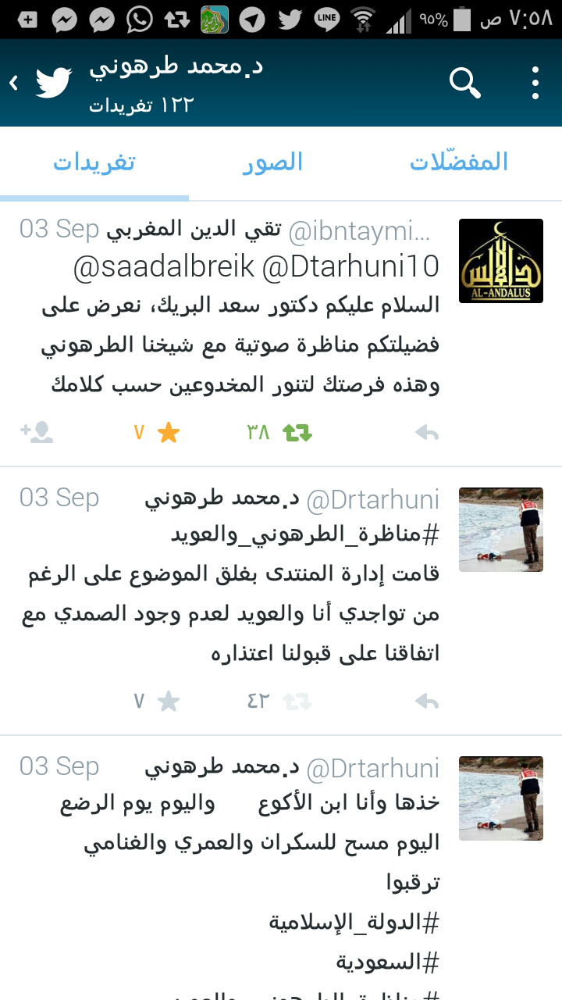 LINE
٩٥%
٧:٥٨ ص
د.محمد طرهوني
١٢٢ تغريدات
المفضّلات
الصور
تغريدات
تقي الدين المغربي @ibntaymi... 03 Sep
@saadalbreik @Dtarhuni10
السلام عليكم دكتور سعد البريك، نعرض على
فضيلتكم مناظرة صوتية مع شيخنا الطرهوني
وهذه فرصتك لتنور المخدوعين حسب كلامك
٣٨
٧
AL-ANDALUS
د.محمد طرهوني @Drtarhuni 03 Sep
#مناظرة_الطرهوني_والعويد
قامت إدارة المنتدى بغلق الموضوع على الرغم
من تواجدي أنا والعويد لعدم وجود الصمدي مع
اتفاقنا على قبولنا اعتذاره
٤٢
٧
د.محمد طرهوني @Drtarhuni 03 Sep
خذها وأنا ابن الأكوع واليوم يوم الرضع
اليوم مسح للسكران والعمري والغنامي
ترقبوا
#الدولة_الإسلامية
#السعودية